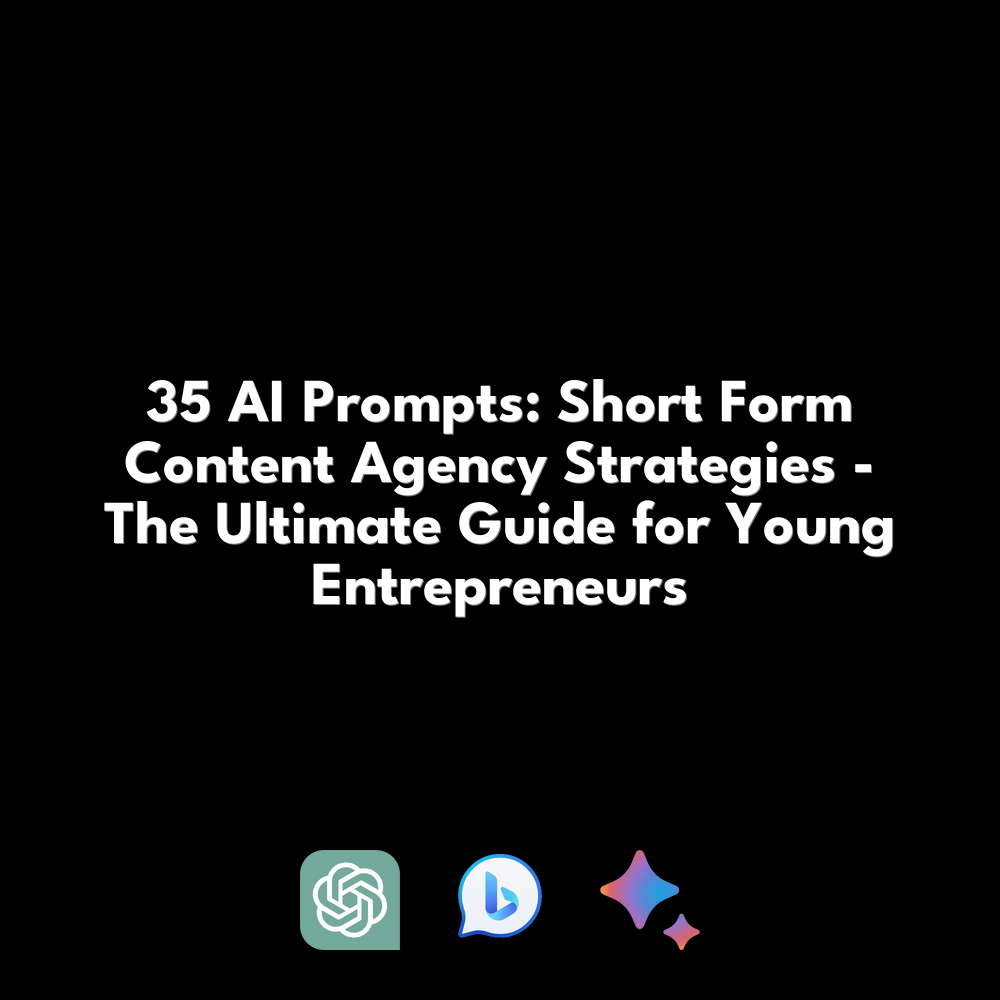 35 AI Prompts: Short Form
Content Agency Strategies -
The Ultimate Guide for Young
Entrepreneurs